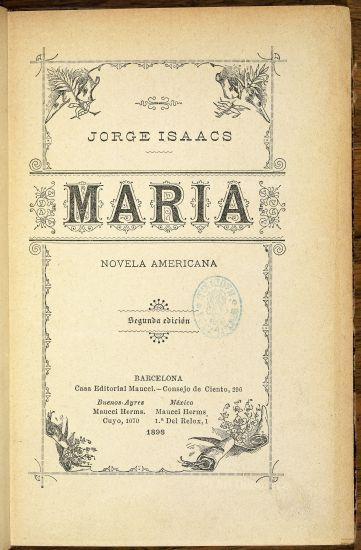 JORGE ISAACS
MARIA
NOVELA AMERICANA
Segunda edición
BARCELONA
Casa Editorial Maucci.—Consejo de Ciento, 296
Buenos-Ayres México
Maucci Herms. Maucci Herms.
Cuyo, 1070 1.ª Del Relox, 1
1898